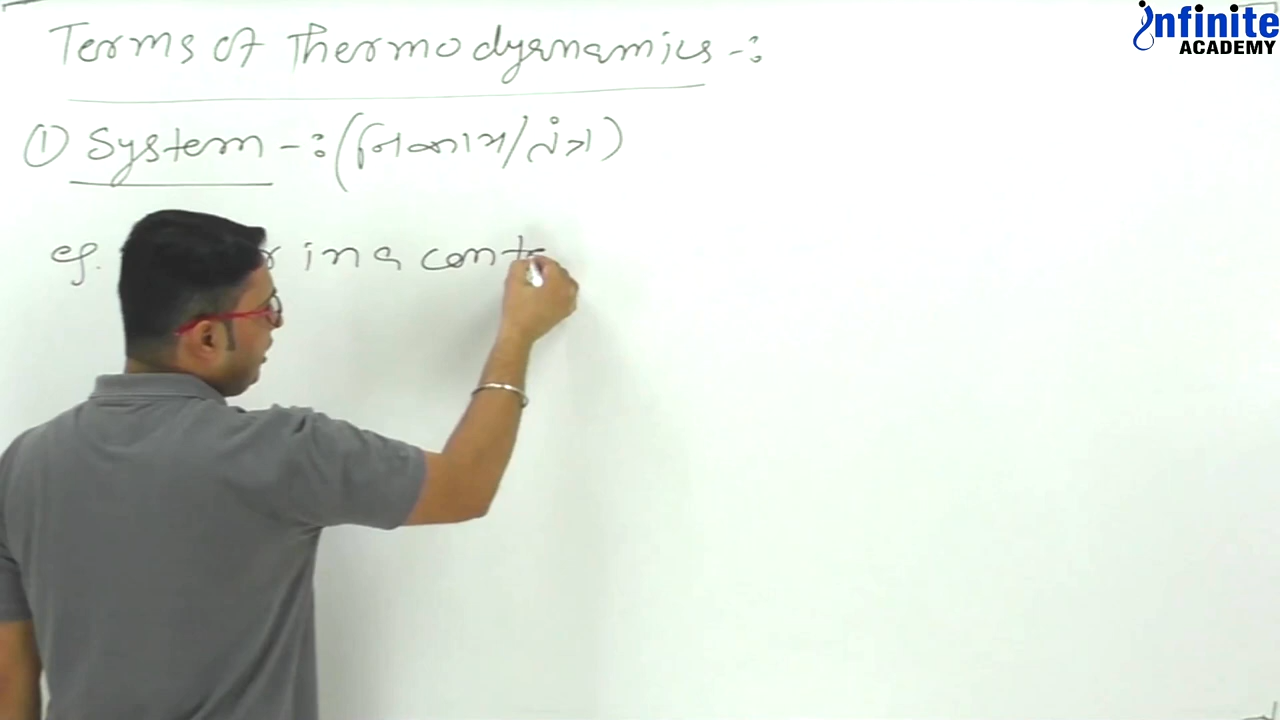 Infinite
ACADEMY
Terms of Thermodynamics -:
① System -: (નિકાય/તંત્ર)
eg. in a cont